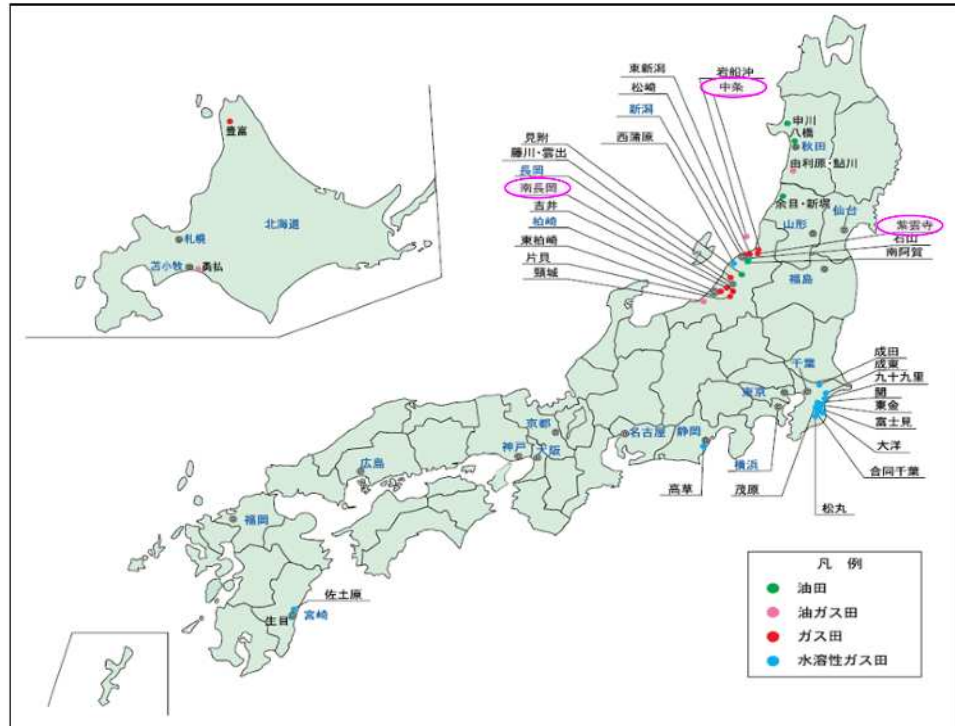 豊富
北海道
札幌
苫小牧
勇払
東新潟
松崎
新潟
西蒲原
見附
藤川・雲出
長岡
南長岡
吉井
柏崎
東柏崎
片貝
頸城
岩船沖
中条
申川
八橋
秋田
由利原・鮎川
余目・新堀
山形
仙台
紫雲寺
石山
南阿賀
福島
千葉
東京
成田
成東
九十九里
関
東金
富士見
大洋
合同千葉
松丸
茂原
横浜
静岡
高草
名古屋
京都
神戸
大阪
広島
福岡
佐土原
生目
宮崎
凡 例
油田
油ガス田
ガス田
水溶性ガス田